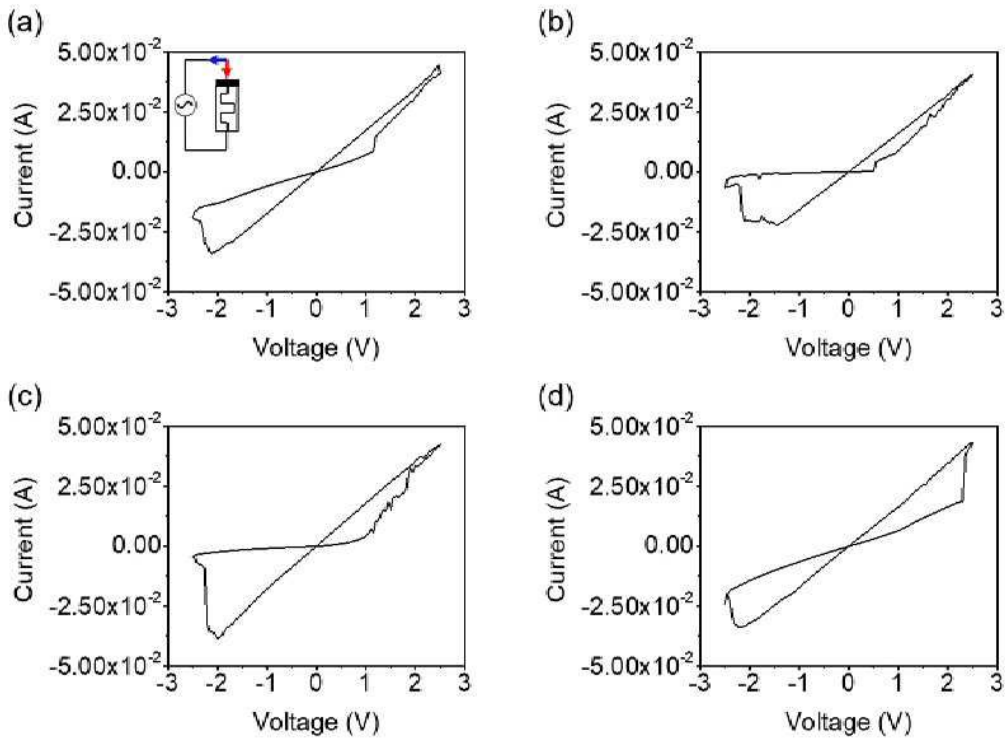 (a)
5.00x10-2
2.50x10-2
0.00
-2.50x10-2
-5.00x10-2
Current (A)
-3 -2 -1 0 1 2 3
Voltage (V)
(b)
5.00x10-2
2.50x10-2
0.00
-2.50x10-2
-5.00x10-2
Current (A)
-3 -2 -1 0 1 2 3
Voltage (V)
(c)
5.00x10-2
2.50x10-2
0.00
-2.50x10-2
-5.00x10-2
Current (A)
-3 -2 -1 0 1 2 3
Voltage (V)
(d)
5.00x10-2
2.50x10-2
0.00
-2.50x10-2
-5.00x10-2
Current (A)
-3 -2 -1 0 1 2 3
Voltage (V)